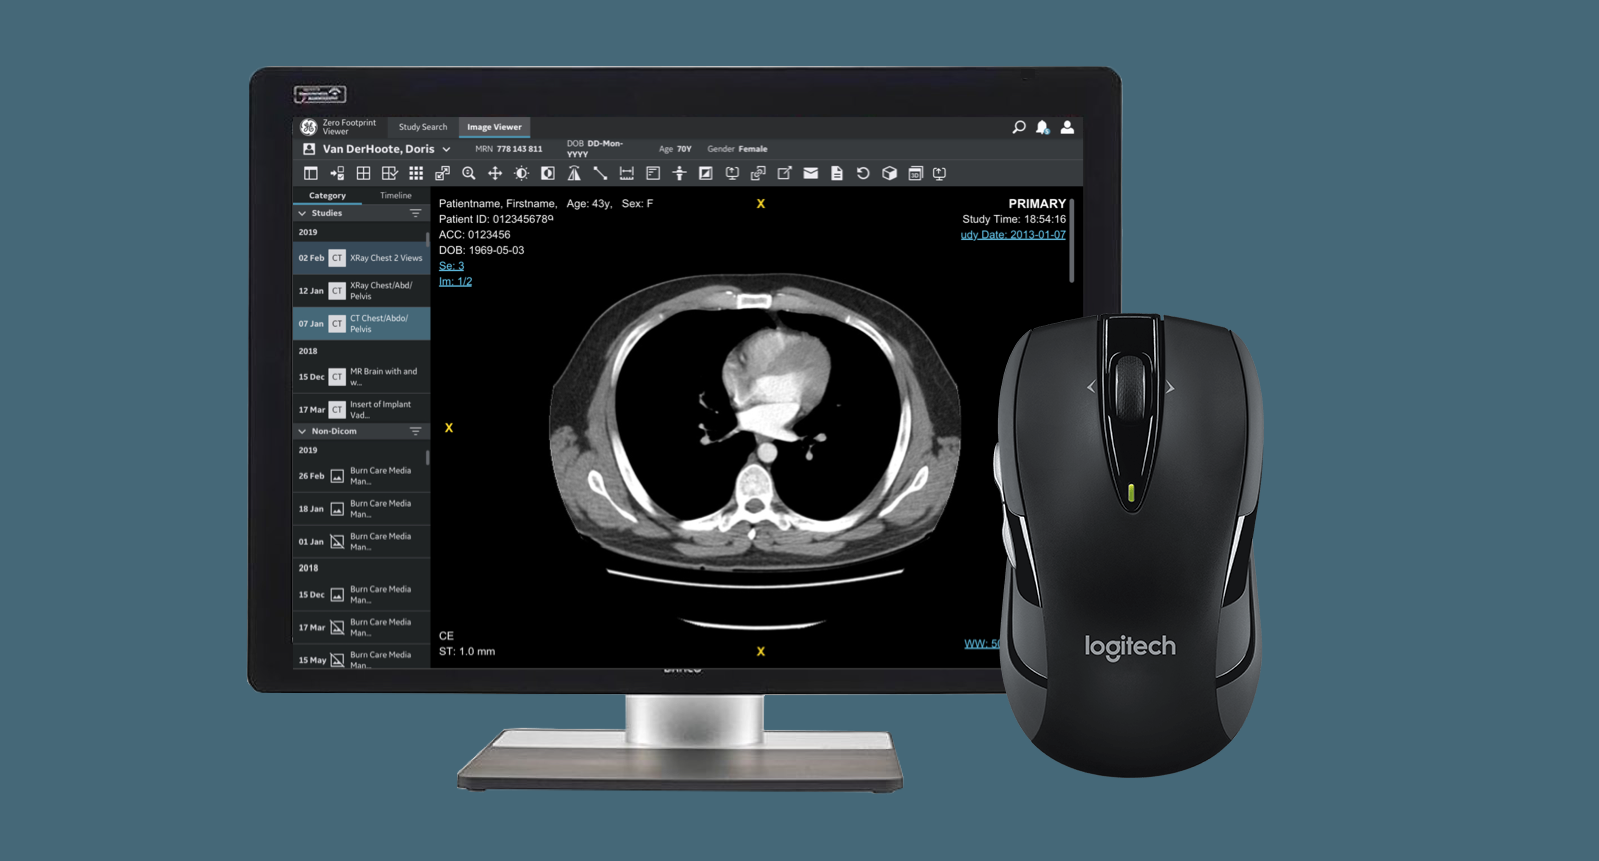 Zero Footprint
Viewer
Study Search
Image Viewer
Van DerHoote, Doris
MRN 778 143 811
DOB DD-Mon-
YYYY
Age 70Y
Gender Female
Category
Timeline
Studies
2019
02 Feb CT XRay Chest 2 Views
12 Jan CT XRay Chest/Abd/
Pelvis
07 Jan CT CT Chest/Abdo/
Pelvis
2018
15 Dec CT MR Brain with and
w...
17 Mar CT Insert of Implant
Vad...
Non-Dicom
2019
26 Feb Burn Care Media
Man...
18 Jan Burn Care Media
Man...
01 Jan Burn Care Media
Man...
2018
15 Dec Burn Care Media
Man...
17 Mar Burn Care Media
Man...
15 May Burn Care Media
Man...
Patientname, Firstname, Age: 43y, Sex: F
Patient ID: 0123456789
ACC: 0123456
DOB: 1969-05-03
Se: 3
Im: 1/2
X
PRIMARY
Study Time: 18:54:16
udy Date: 2013-01-07
X
CE
ST: 1.0 mm
X
WW: 50
logitech